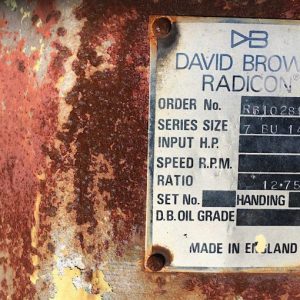 DB
DAVID BROW
RADICON
ORDER No.
SERIES SIZE 7 BU
INPUT H.P.
SPEED R.P.M.
RATIO 12.75
SET No. HANDING
D.B. OIL GRADE
MADE IN ENGLAND